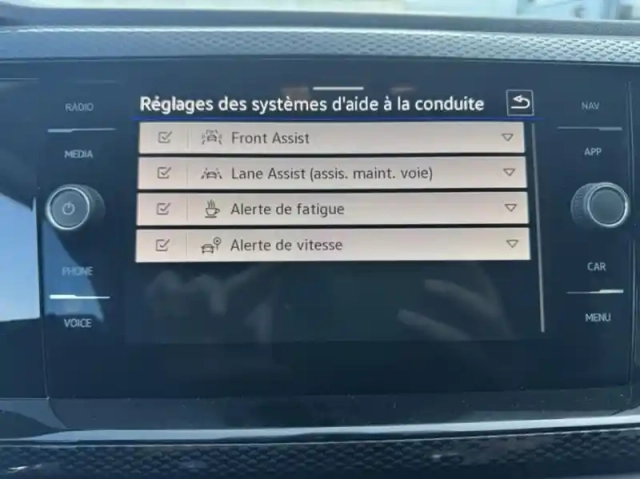 Réglages des systèmes d'aide à la conduite
RADIO
MEDIA
PHONE
VOICE
Front Assist
Lane Assist (assis. maint. voie)
Alerte de fatigue
Alerte de vitesse
NAV
APP
CAR
MENU